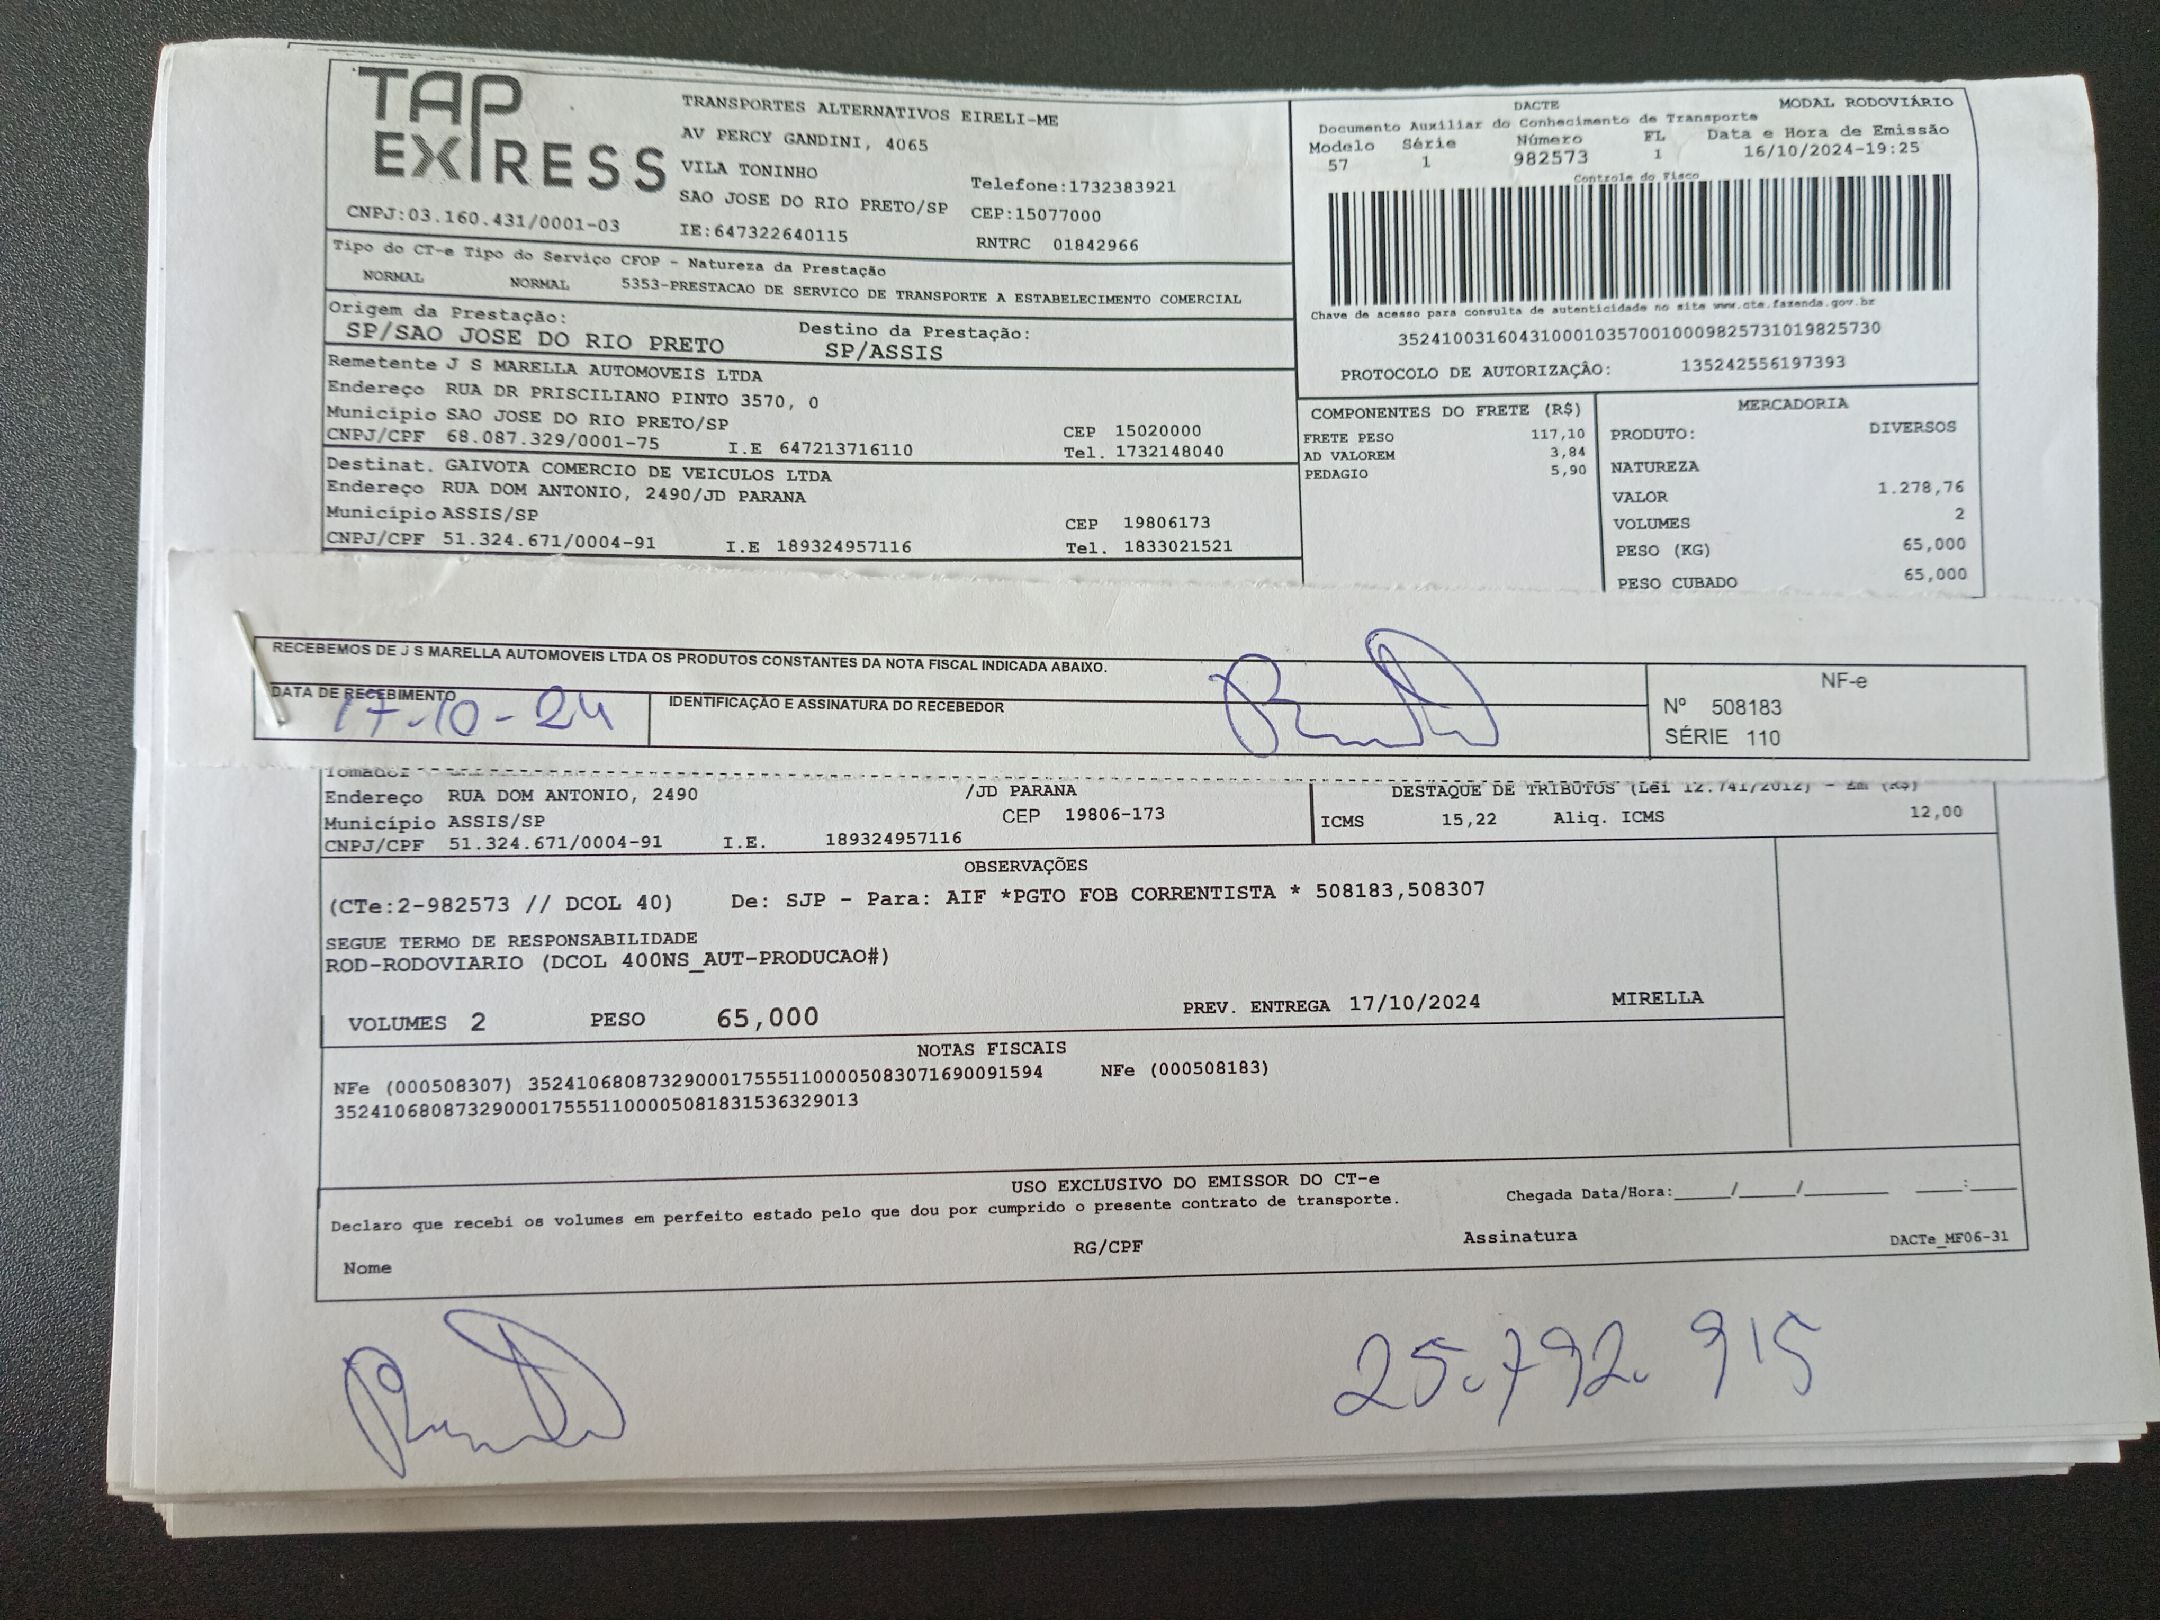 TAP EXPRESS
CNPJ:03.160.431/0001-03
TRANSPORTES ALTERNATIVOS EIRELI-ME
AV PERCY GANDINI, 4065
VILA TONINHO
SAO JOSE DO RIO PRETO/SP
IE:647322640115
Telefone:1732383921
CEP:15077000
RNTRC 01842966
DACTE MODAL RODOVIÁRIO
Documento Auxiliar do Conhecimento de Transporte
Modelo Série Número FL Data e Hora de Emissão
57 1 982573 1 16/10/2024-19:25
Controle do Fisco
Chave de acesso para consulta de autenticidade no site www.cte.fazenda.gov.br
35241003160431000103570010009825731019825730
PROTOCOLO DE AUTORIZAÇÃO: 135242556197393
Tipo do CT-e Tipo do Serviço CFOP - Natureza da Prestação
NORMAL NORMAL 5353-PRESTACAO DE SERVICO DE TRANSPORTE A ESTABELECIMENTO COMERCIAL
Origem da Prestação: Destino da Prestação:
SP/SAO JOSE DO RIO PRETO SP/ASSIS
Remetente J S MARELLA AUTOMOVEIS LTDA
Endereço RUA DR PRISCILIANO PINTO 3570, 0
Município SAO JOSE DO RIO PRETO/SP CEP 15020000
CNPJ/CPF 68.087.329/0001-75 I.E 647213716110 Tel. 1732148040
Destinat. GAIVOTA COMERCIO DE VEICULOS LTDA
Endereço RUA DOM ANTONIO, 2490/JD PARANA
Município ASSIS/SP CEP 19806173
CNPJ/CPF 51.324.671/0004-91 I.E 189324957116 Tel. 1833021521
COMPONENTES DO FRETE (R$)
FRETE PESO 117,10
AD VALOREM 3,84
PEDAGIO 5,90
MERCADORIA
PRODUTO: DIVERSOS
NATUREZA
VALOR 1.278,76
VOLUMES 2
PESO (KG) 65,000
PESO CUBADO 65,000
RECEBEMOS DE J S MARELLA AUTOMOVEIS LTDA OS PRODUTOS CONSTANTES DA NOTA FISCAL INDICADA ABAIXO.
DATA DE RECEBIMENTO
17-10-24
IDENTIFICAÇÃO E ASSINATURA DO RECEBEDOR
NF-e
Nº 508183
SÉRIE 110
Tomador
Endereço RUA DOM ANTONIO, 2490 /JD PARANA
Município ASSIS/SP CEP 19806-173
CNPJ/CPF 51.324.671/0004-91 I.E. 189324957116
DESTAQUE DE TRIBUTOS (Lei 12.741/2012) - Em (R$)
ICMS 15,22 Aliq. ICMS 12,00
OBSERVAÇÕES
(CTe:2-982573 // DCOL 40) De: SJP - Para: AIF *PGTO FOB CORRENTISTA * 508183,508307
SEGUE TERMO DE RESPONSABILIDADE
ROD-RODOVIARIO (DCOL 400NS_AUT-PRODUCAO#)
VOLUMES 2 PESO 65,000 PREV. ENTREGA 17/10/2024 MIRELLA
NOTAS FISCAIS
NFe (000508307) 35241068087329000175551100005083071690091594 NFe (000508183)
35241068087329000175551100005081831536329013
USO EXCLUSIVO DO EMISSOR DO CT-e
Declaro que recebi os volumes em perfeito estado pelo que dou por cumprido o presente contrato de transporte.
Chegada Data/Hora:_____/_____/_______ ____:____
Nome RG/CPF Assinatura DACTe_MF06-31
25.792.915